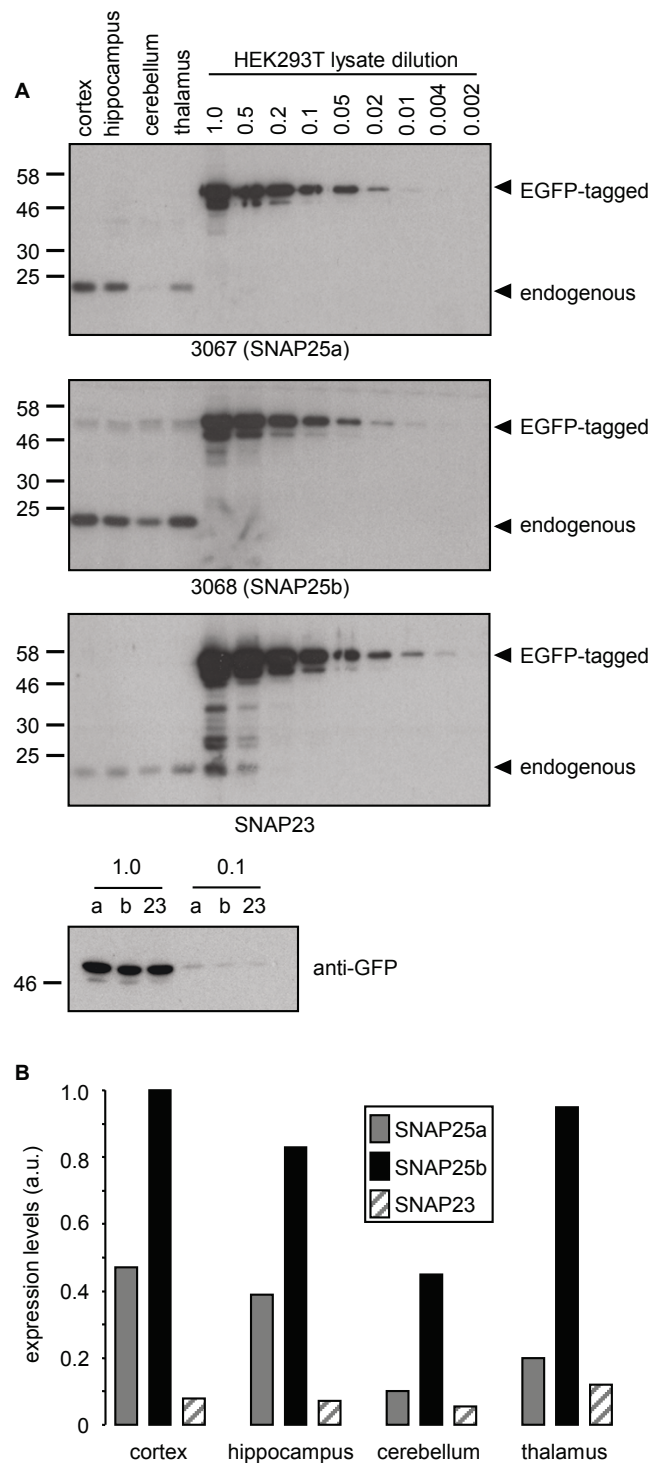 A
cortex
hippocampus
cerebellum
thalamus
HEK293T lysate dilution
1.0
0.5
0.2
0.1
0.05
0.02
0.01
0.004
0.002
58
46
30
25
EGFP-tagged
endogenous
3067 (SNAP25a)
58
46
30
25
EGFP-tagged
endogenous
3068 (SNAP25b)
58
46
30
25
EGFP-tagged
endogenous
SNAP23
1.0 0.1
a b 23 a b 23
46
anti-GFP
B
expression levels (a.u.)
1.0
0.8
0.6
0.4
0.2
0
SNAP25a
SNAP25b
SNAP23
cortex hippocampus cerebellum thalamus